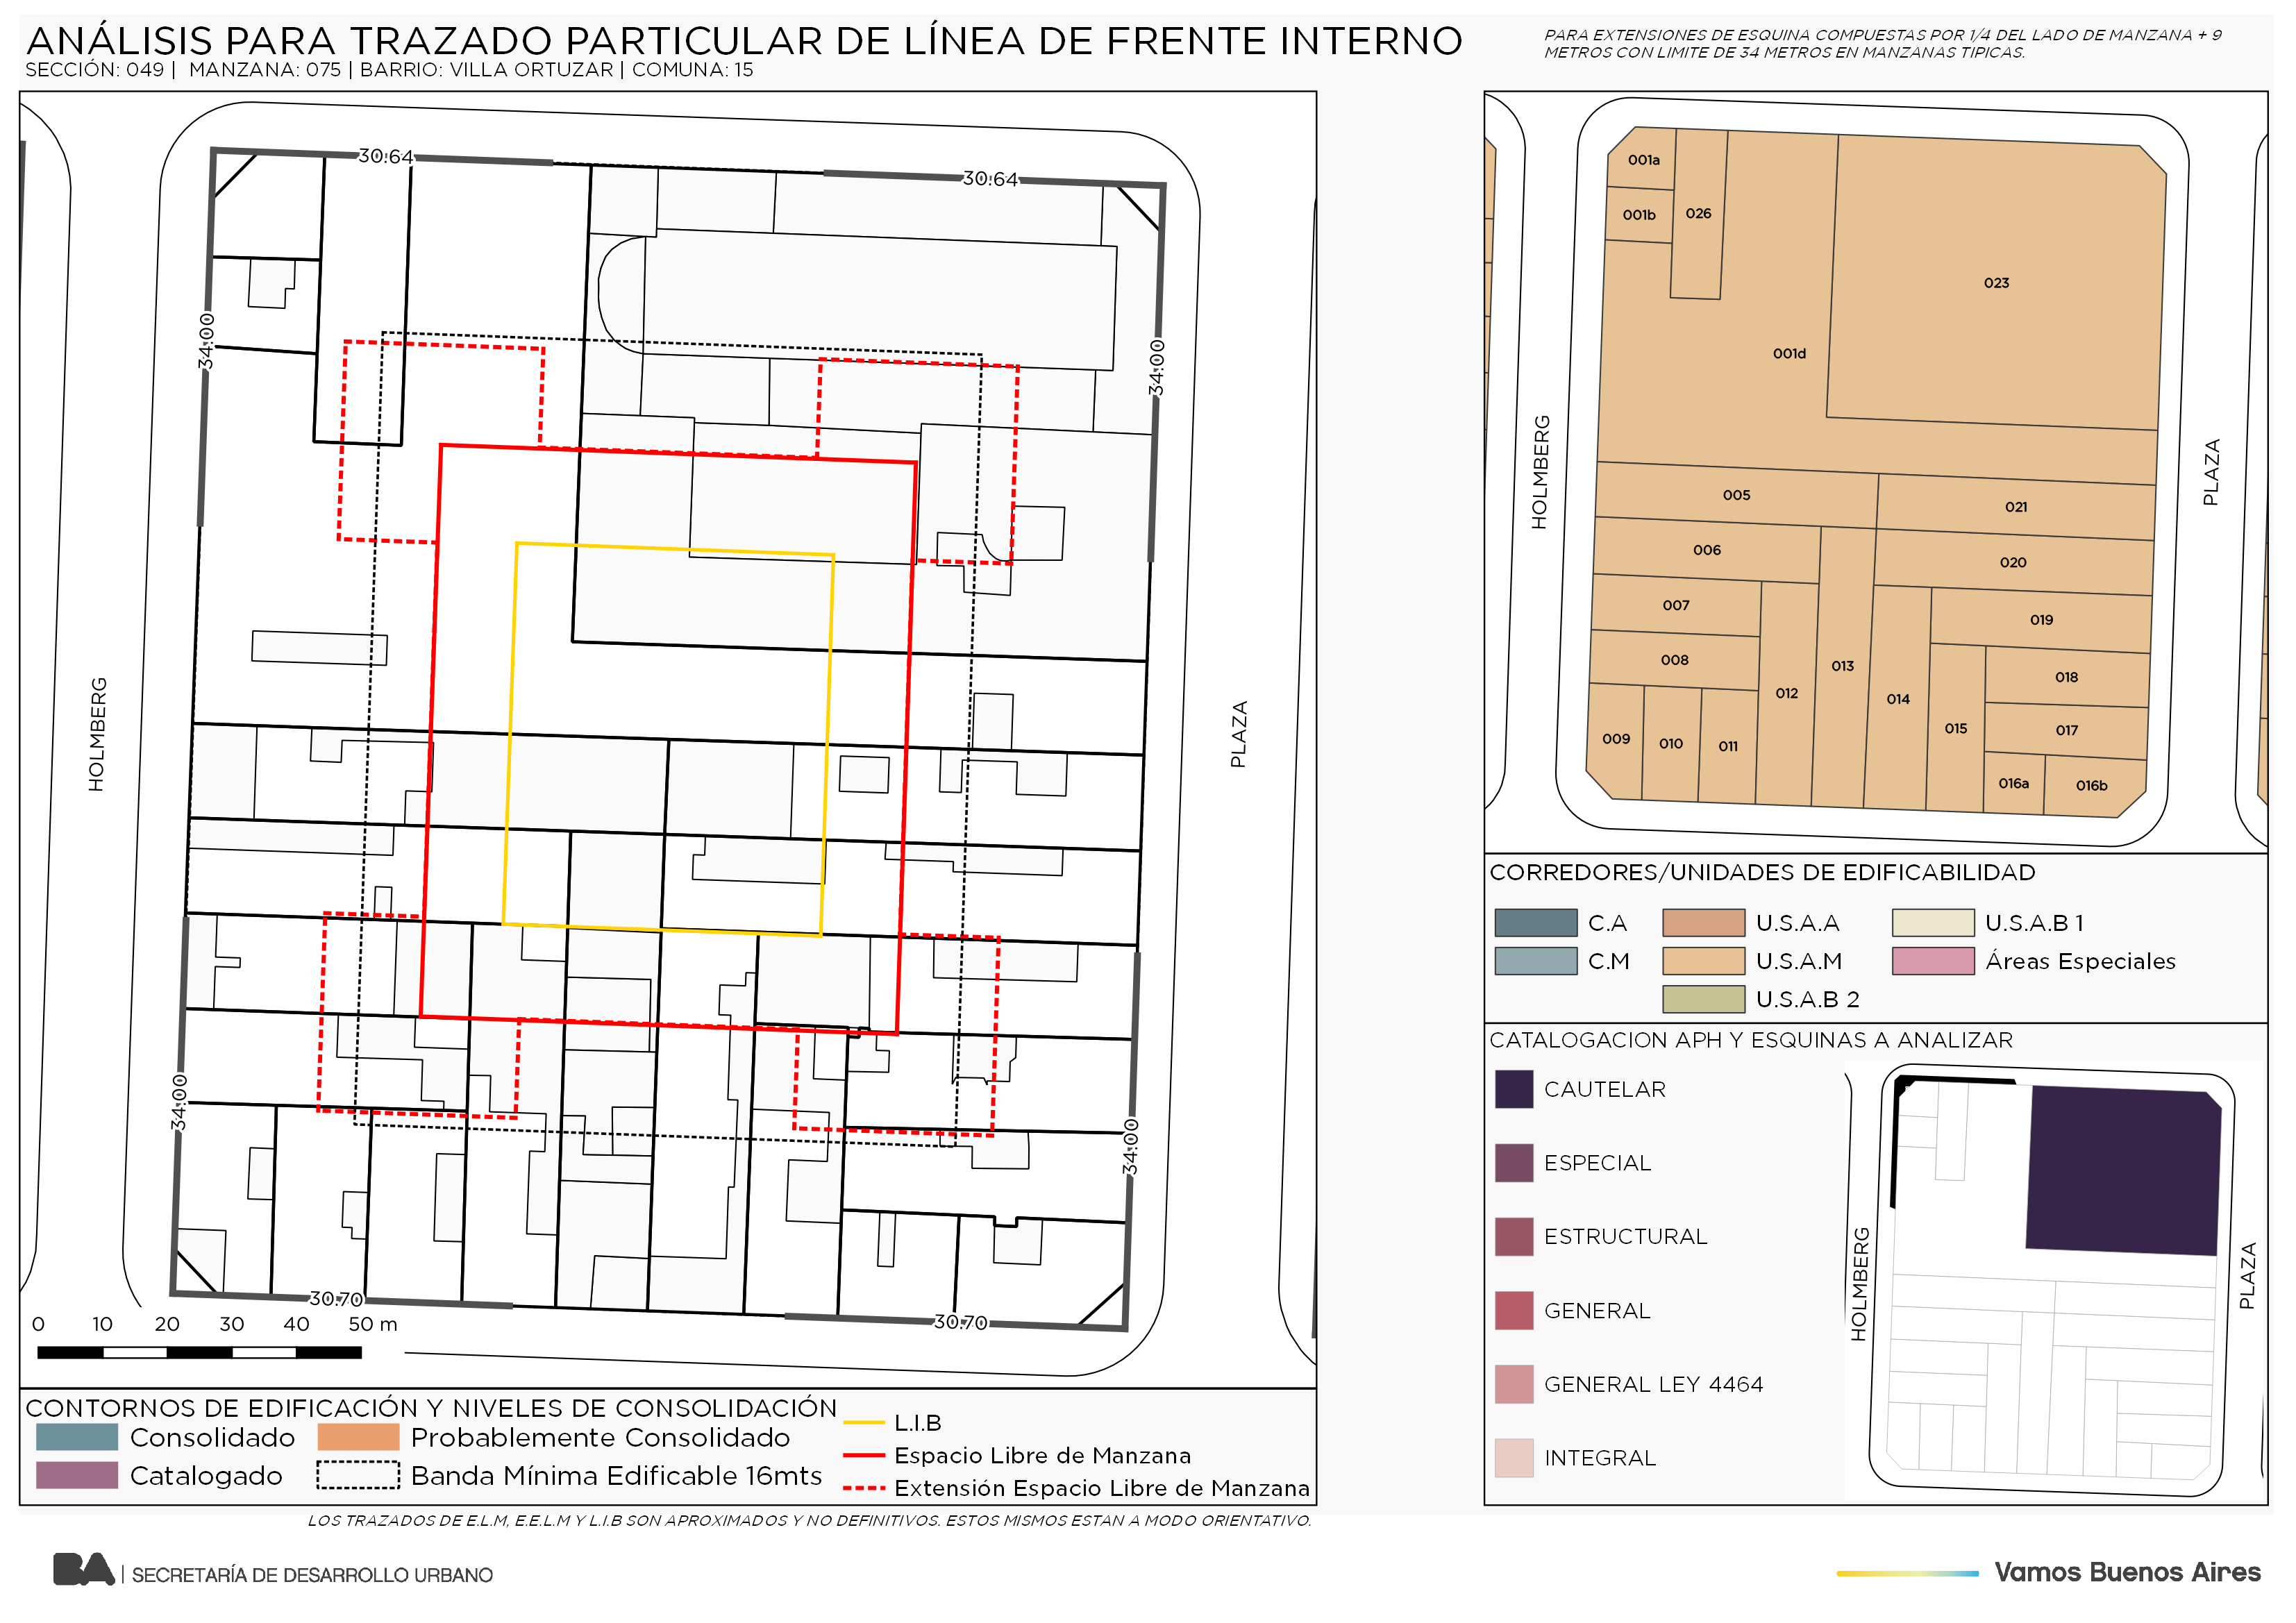 ANÁLISIS PARA TRAZADO PARTICULAR DE LÍNEA DE FRENTE INTERNO
SECCIÓN: 049 | MANZANA: 075 | BARRIO: VILLA ORTUZAR | COMUNA: 15
PARA EXTENSIONES DE ESQUINA COMPUESTAS POR 1/4 DEL LADO DE MANZANA + 9
METROS CON LIMITE DE 34 METROS EN MANZANAS TIPICAS.
30.64
30.64
34.00
34.00
HOLMBERG
PLAZA
34.00
34.00
30.70
30.70
0 10 20 30 40 50 m
CONTORNOS DE EDIFICACIÓN Y NIVELES DE CONSOLIDACIÓN
Consolidado
Probablemente Consolidado
Catalogado
Banda Mínima Edificable 16mts
L.I.B
Espacio Libre de Manzana
Extensión Espacio Libre de Manzana
LOS TRAZADOS DE E.L.M, E.E.L.M Y L.I.B SON APROXIMADOS Y NO DEFINITIVOS. ESTOS MISMOS ESTAN A MODO ORIENTATIVO.
001a
001b
026
023
001d
HOLMBERG
PLAZA
005
021
006
020
007
019
008
013
018
012
014
015
017
009
010
011
016a
016b
CORREDORES/UNIDADES DE EDIFICABILIDAD
C.A
U.S.A.A
U.S.A.B 1
C.M
U.S.A.M
Áreas Especiales
U.S.A.B 2
CATALOGACION APH Y ESQUINAS A ANALIZAR
CAUTELAR
ESPECIAL
ESTRUCTURAL
GENERAL
GENERAL LEY 4464
INTEGRAL
HOLMBERG
PLAZA
BA | SECRETARÍA DE DESARROLLO URBANO
Vamos Buenos Aires